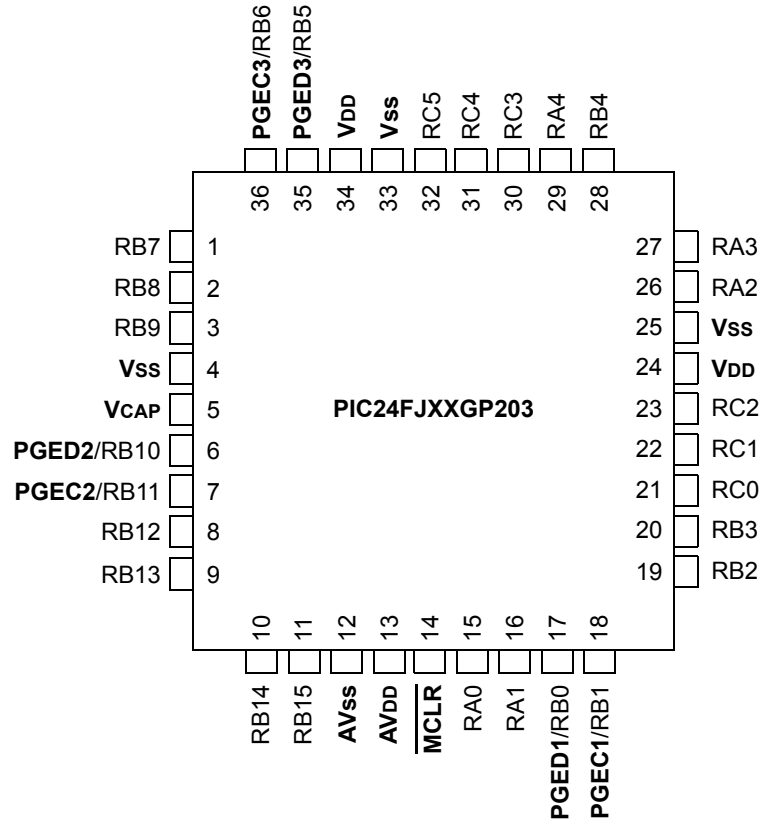 PGEC3/RB6
PGED3/RB5
VDD
Vss
RC5
RC4
RC3
RA4
RB4
36
35
34
33
32
31
30
29
28
RB7 1
RB8 2
RB9 3
Vss 4
VCAP 5
PGED2/RB10 6
PGEC2/RB11 7
RB12 8
RB13 9
PIC24FJXXGP203
27 RA3
26 RA2
25 Vss
24 VDD
23 RC2
22 RC1
21 RC0
20 RB3
19 RB2
10
11
12
13
14
15
16
17
18
RB14
RB15
AVss
AVDD
MCLR
RA0
RA1
PGED1/RB0
PGEC1/RB1